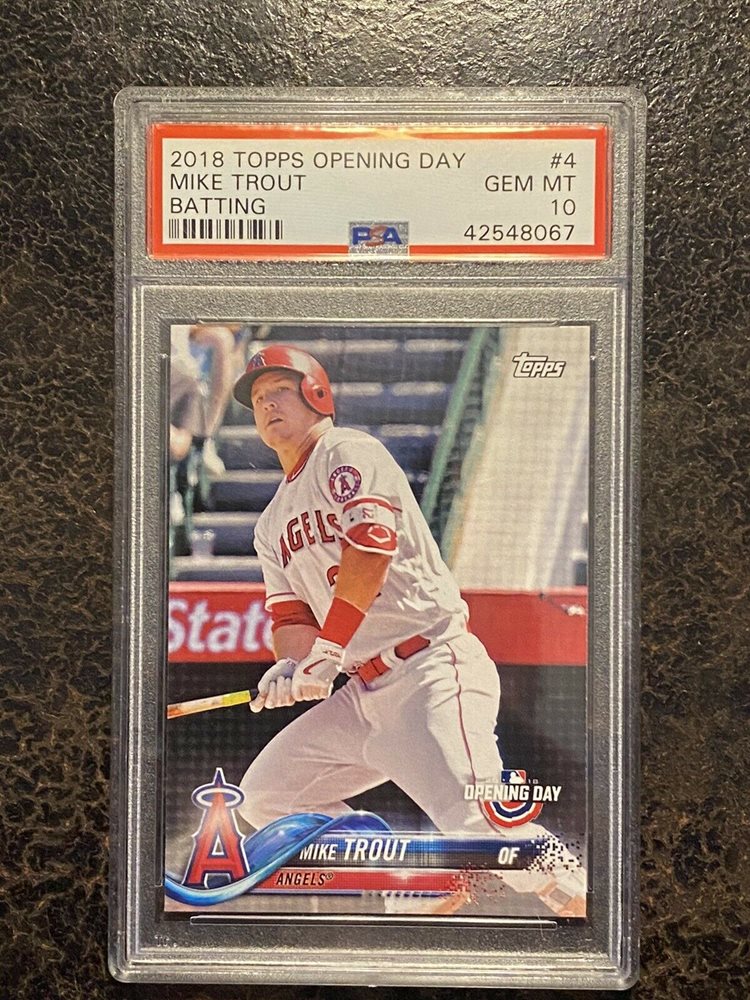 2018 TOPPS OPENING DAY #4
MIKE TROUT GEM MT
BATTING 10
PSA 42548067
topps
A
ANGELS
State
OPENING DAY
A
MIKE TROUT OF
ANGELS®